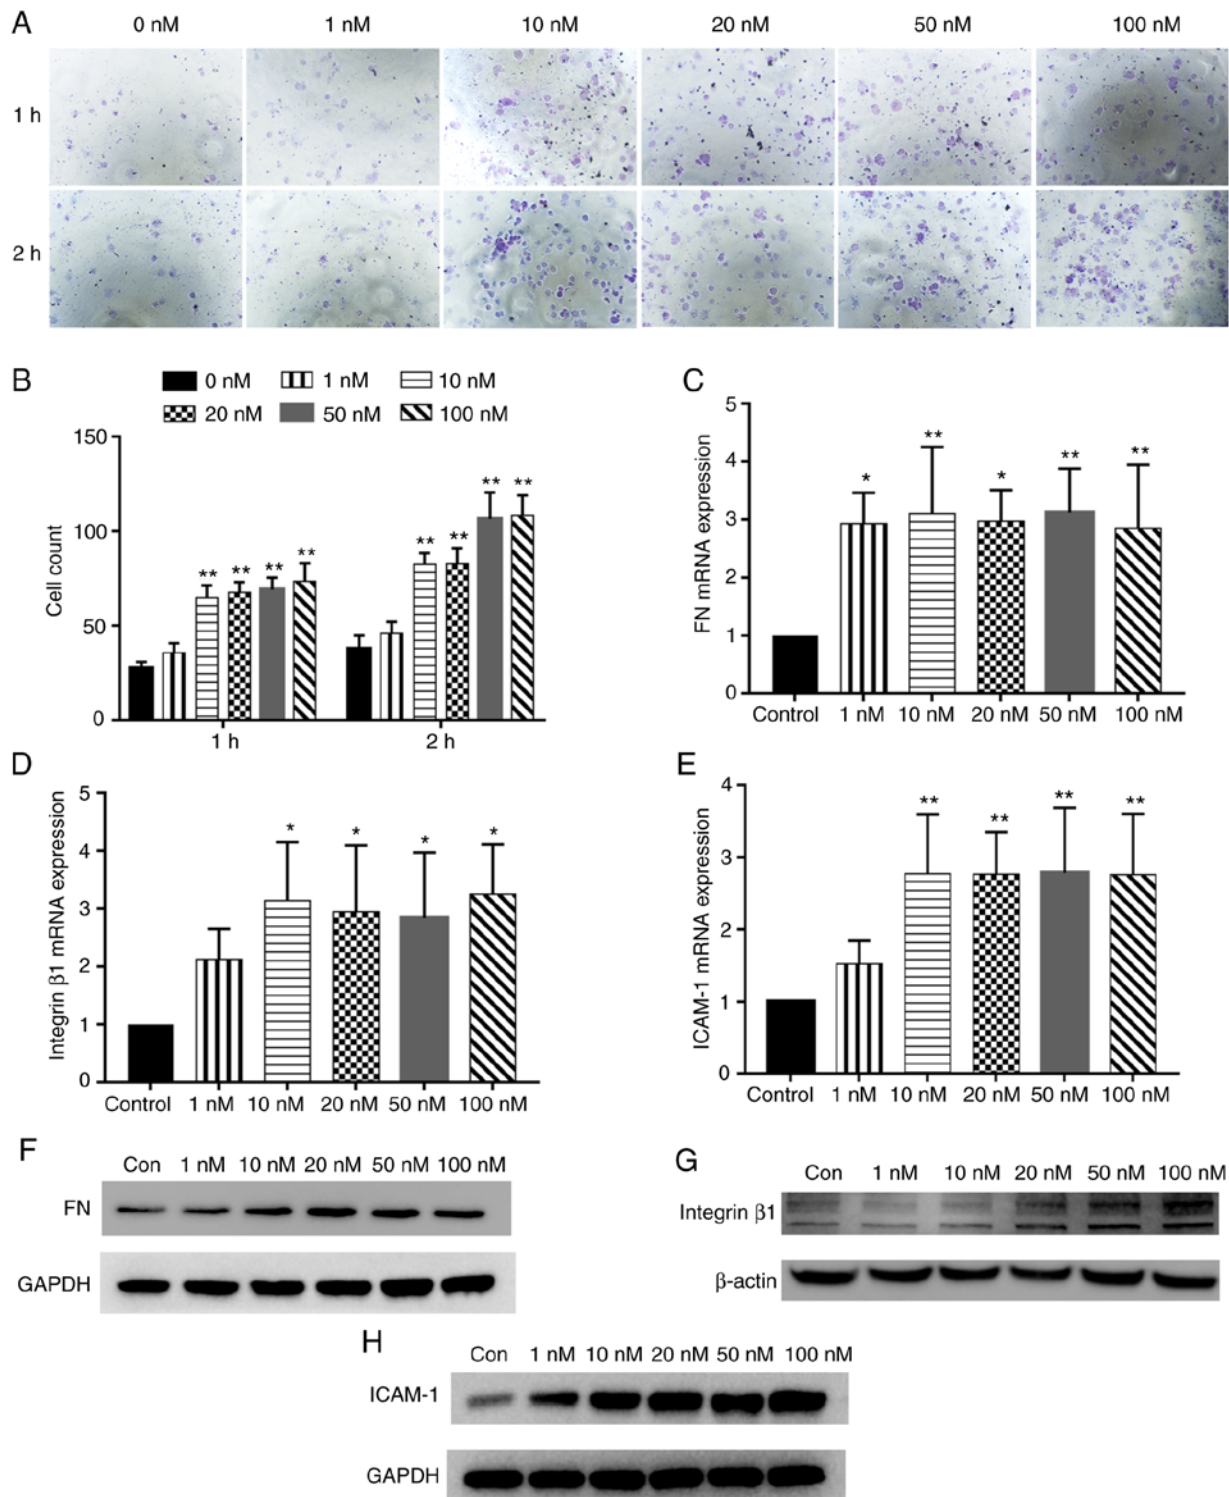 A
0 nM 1 nM 10 nM 20 nM 50 nM 100 nM
1 h
2 h
B
0 nM 1 nM 10 nM
20 nM 50 nM 100 nM
Cell count
150
100
50
0
** ** ** **
** ** ** **
1 h 2 h
C
FN mRNA expression
5
4
3
2
1
0
* ** * ** **
Control 1 nM 10 nM 20 nM 50 nM 100 nM
D
Integrin β1 mRNA expression
5
4
3
2
1
0
* * * *
Control 1 nM 10 nM 20 nM 50 nM 100 nM
E
ICAM-1 mRNA expression
4
3
2
1
0
** ** ** **
Control 1 nM 10 nM 20 nM 50 nM 100 nM
F
Con 1 nM 10 nM 20 nM 50 nM 100 nM
FN
GAPDH
G
Con 1 nM 10 nM 20 nM 50 nM 100 nM
Integrin β1
β-actin
H
Con 1 nM 10 nM 20 nM 50 nM 100 nM
ICAM-1
GAPDH